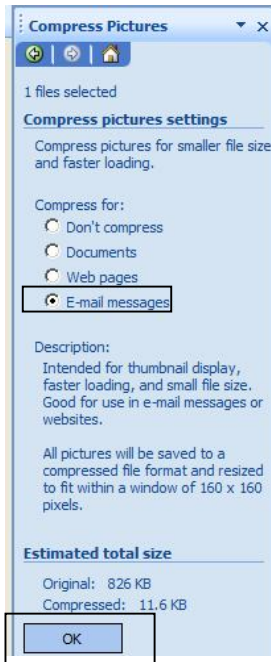 Compress Pictures
1 files selected
Compress pictures settings
Compress pictures for smaller file size
and faster loading.
Compress for:
Don't compress
Documents
Web pages
E-mail messages
Description:
Intended for thumbnail display,
faster loading, and small file size.
Good for use in e-mail messages or
websites.
All pictures will be saved to a
compressed file format and resized
to fit within a window of 160 x 160
pixels.
Estimated total size
Original: 826 KB
Compressed: 11.6 KB
OK